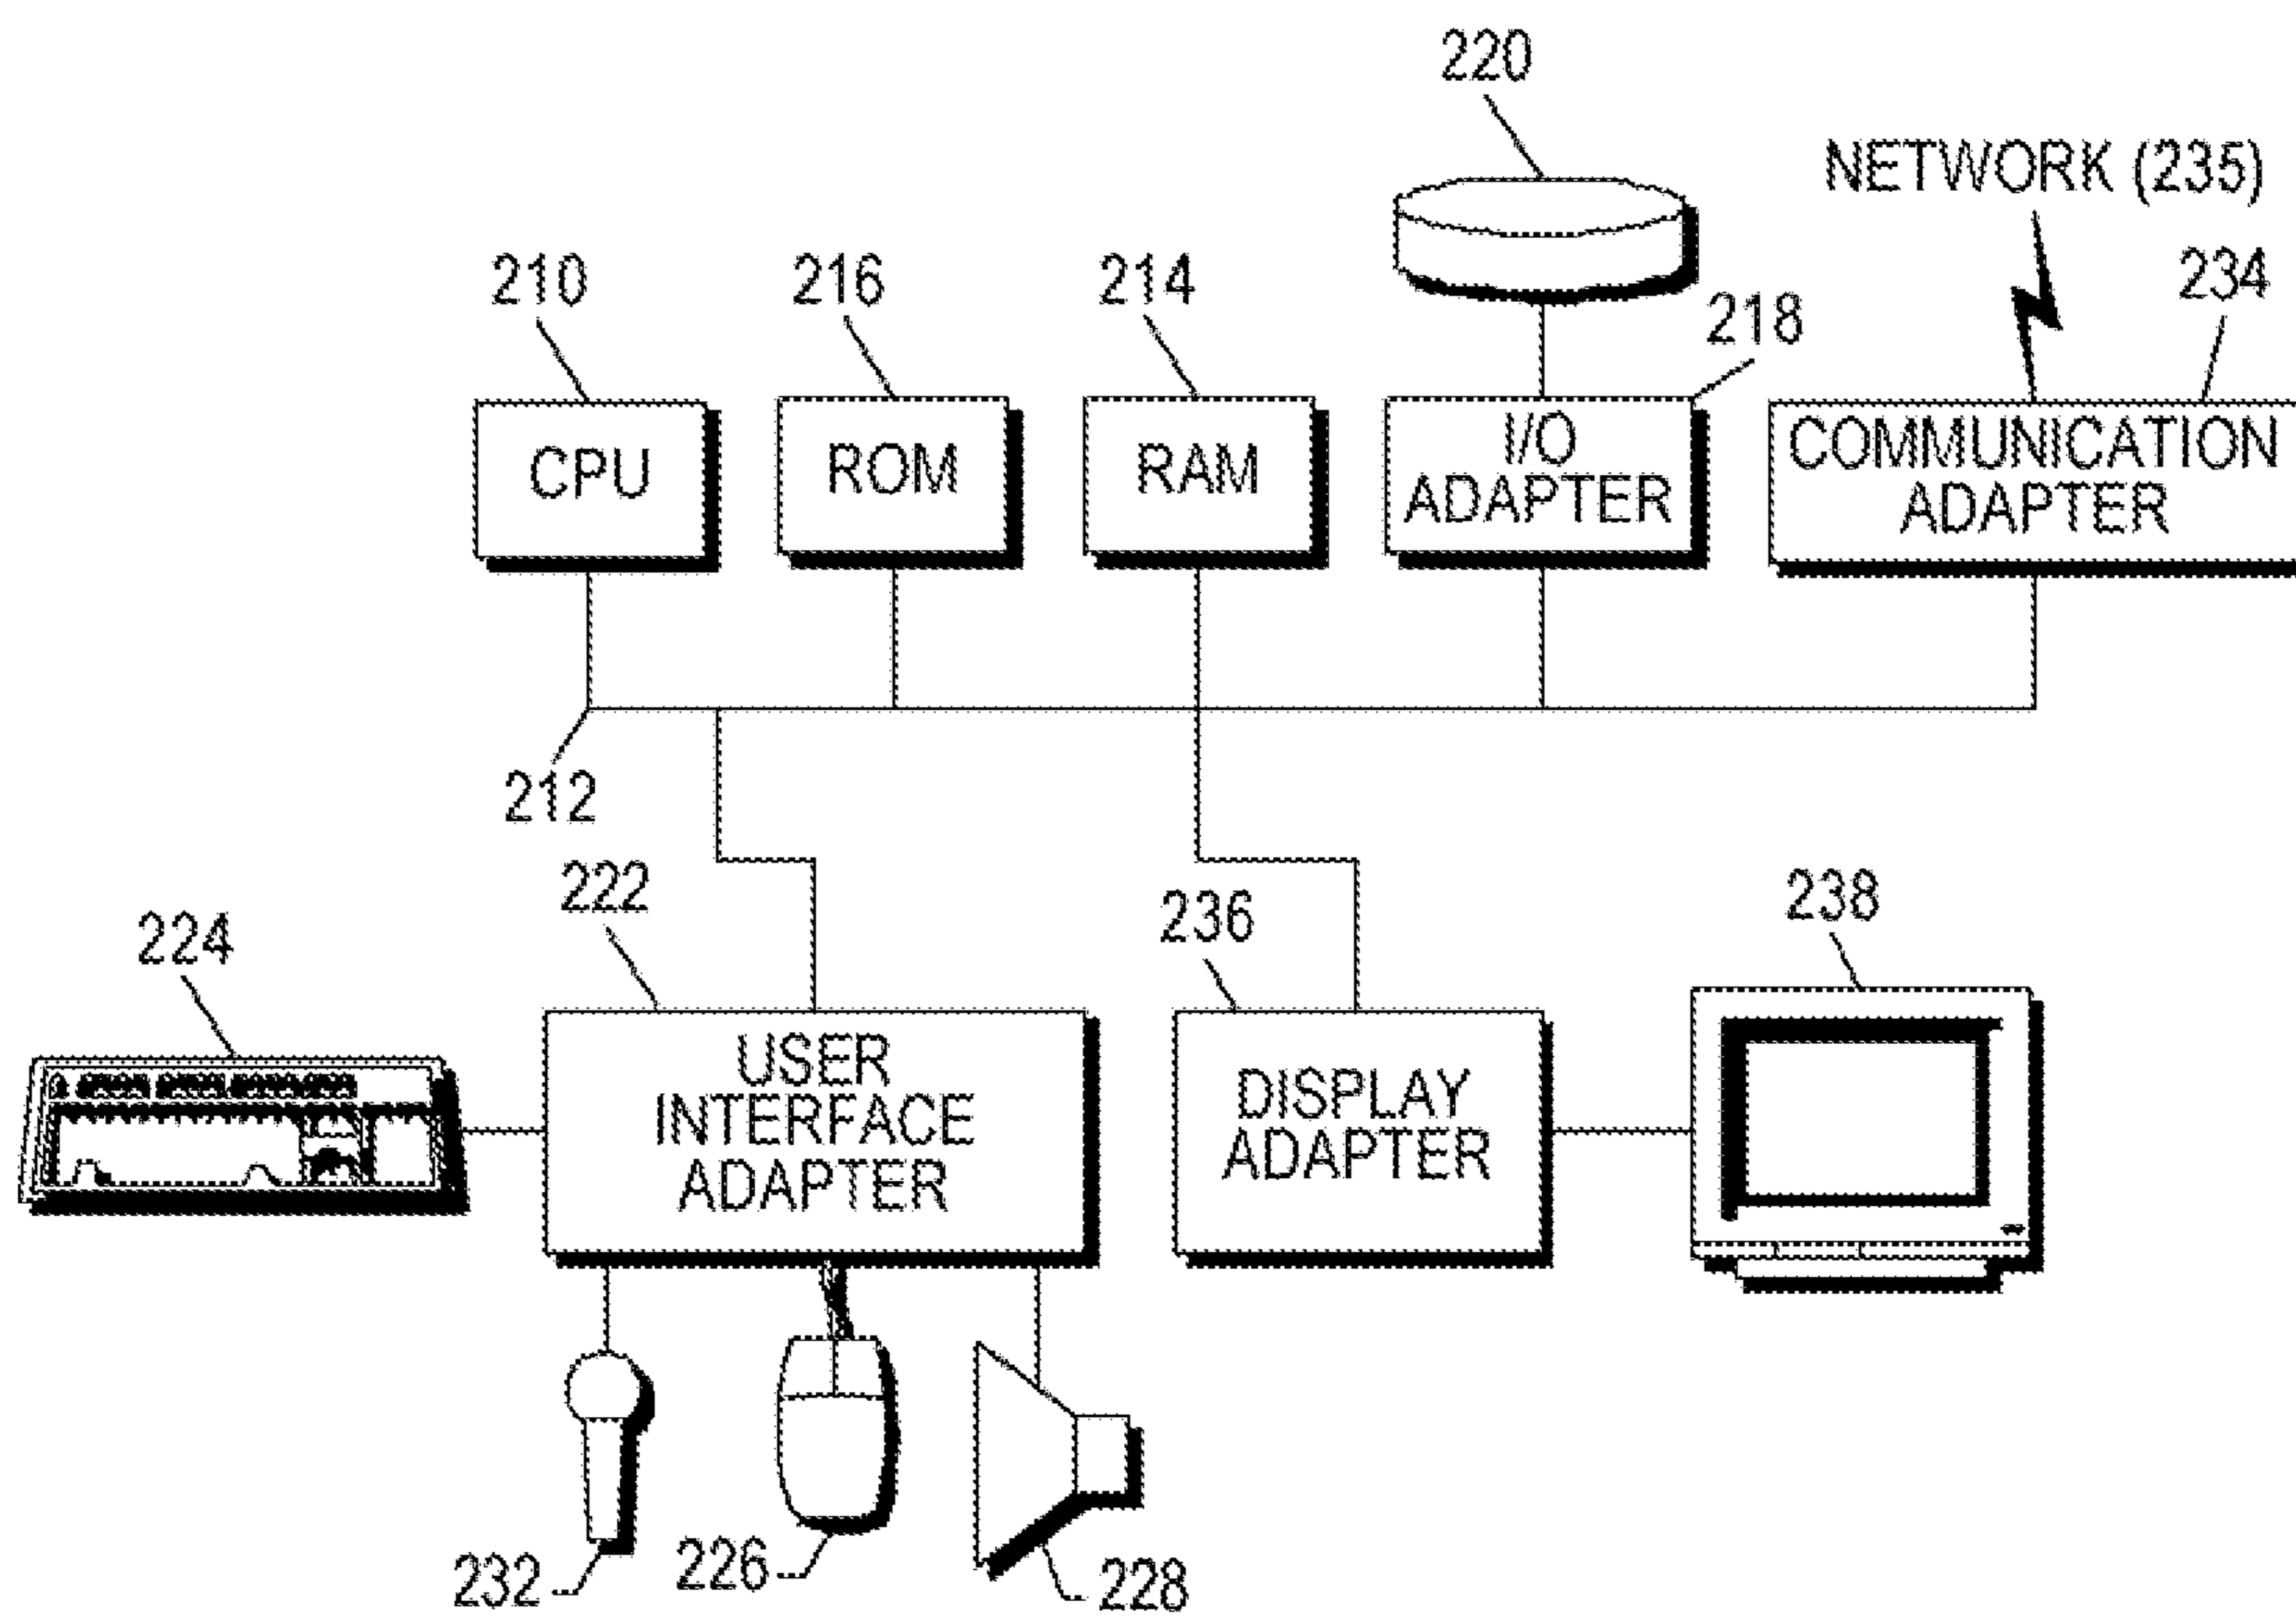 220
NETWORK (235)
210
216
214
234
218
CPU
ROM
RAM
I/O
ADAPTER
COMMUNICATION
ADAPTER
212
222
236
238
224
USER
INTERFACE
ADAPTER
DISPLAY
ADAPTER
232
226
228